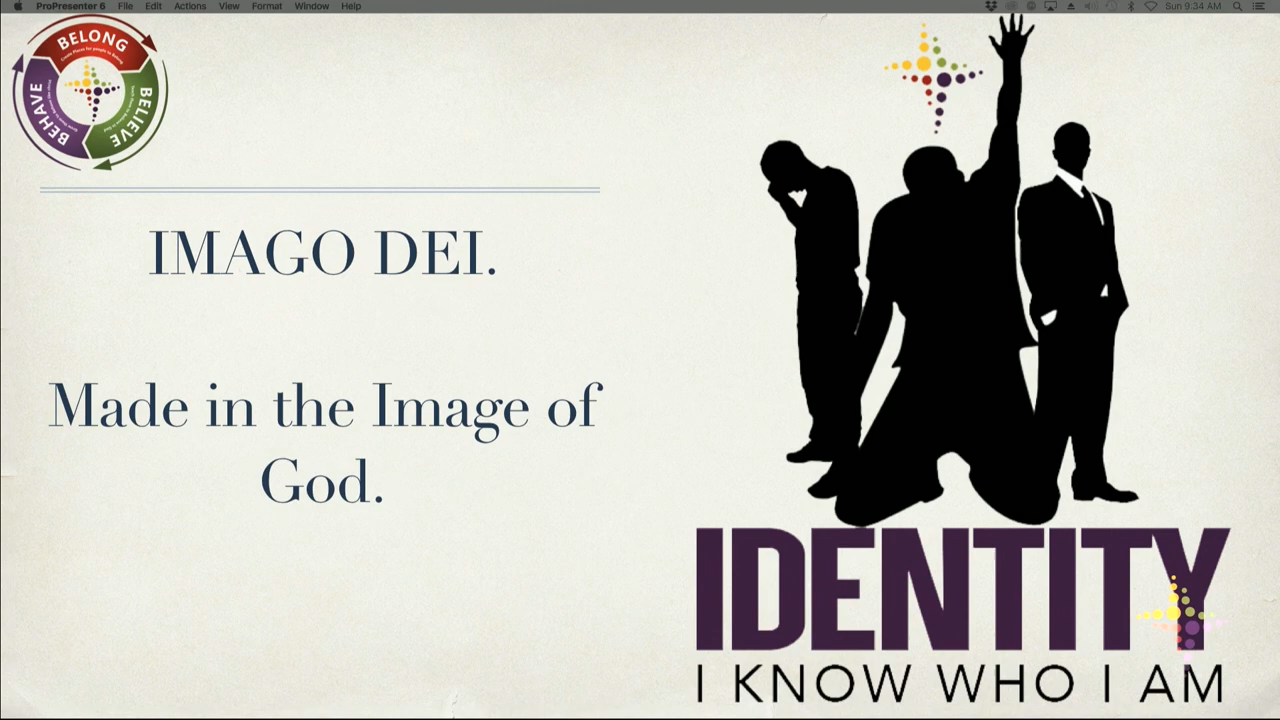 ProPresenter 6 File Edit Actions View Format Window Help Sun 9:34 AM
BELONG
BELIEVE
BEHAVE
IMAGO DEI.
Made in the Image of
God.
IDENTITY
I KNOW WHO I AM